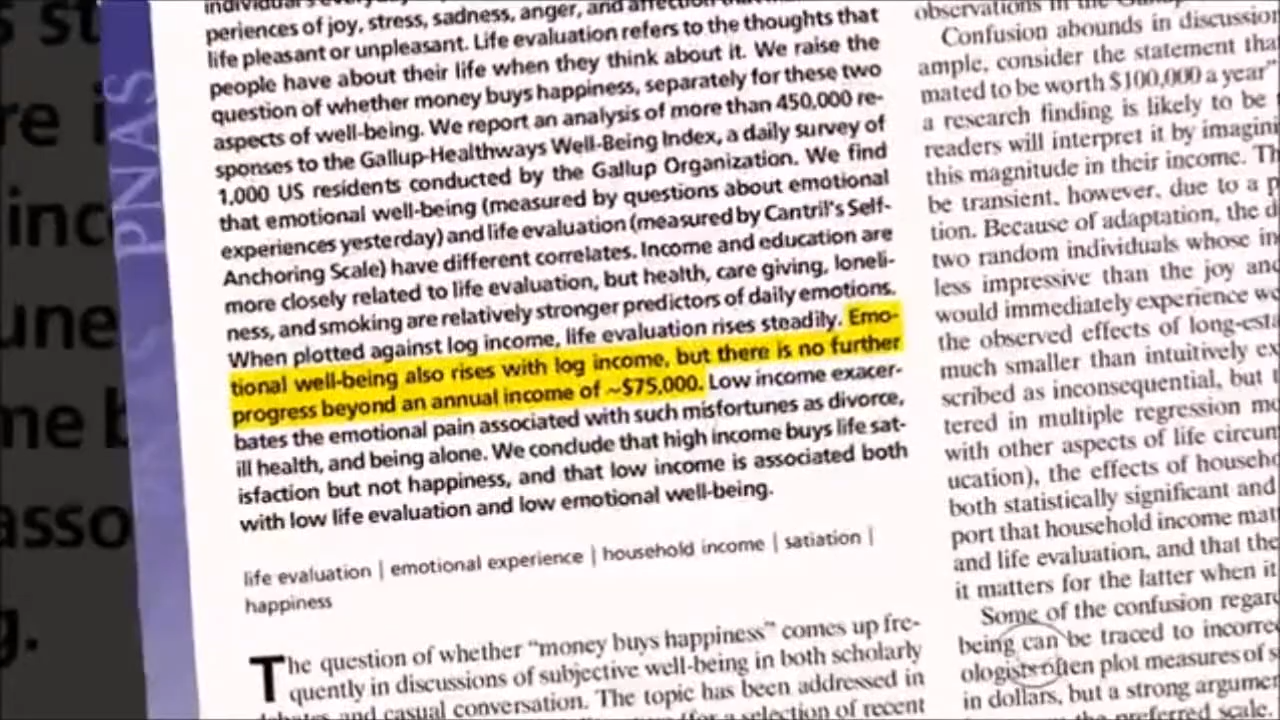 periences of joy, stress, sadness, anger, and affection
life pleasant or unpleasant. Life evaluation refers to the thoughts that
people have about their life when they think about it. We raise the
question of whether money buys happiness, separately for these two
aspects of well-being. We report an analysis of more than 450,000 re-
sponses to the Gallup-Healthways Well-Being Index, a daily survey of
1,000 US residents conducted by the Gallup Organization. We find
that emotional well-being (measured by questions about emotional
experiences yesterday) and life evaluation (measured by Cantril's Self-
Anchoring Scale) have different correlates. Income and education are
more closely related to life evaluation, but health, care giving, loneli-
ness, and smoking are relatively stronger predictors of daily emotions.
When plotted against log income, life evaluation rises steadily. Emo-
tional well-being also rises with log income, but there is no further
progress beyond an annual income of ~$75,000. Low income exacer-
bates the emotional pain associated with such misfortunes as divorce,
ill health, and being alone. We conclude that high income buys life sat-
isfaction but not happiness, and that low income is associated both
with low life evaluation and low emotional well-being.
life evaluation | emotional experience | household income | satiation |
happiness
The question of whether "money buys happiness" comes up fre-
quently in discussions of subjective well-being in both scholarly
and casual conversation. The topic has been addressed in
selection of recent
observations in the
Confusion abounds in discussion
ample, consider the statement
mated to be worth $100,000 a year"
a research finding is likely to be
readers will interpret it by
this magnitude in their income.
be transient, however, due to a
tion. Because of adaptation, the
two random individuals whose
less impressive than the joy
would immediately experience
the observed effects of
much smaller than intuitively
scribed as inconsequential, but
tered in multiple regression
with other aspects of life
ucation), the effects of
both statistically significant and
port that household income
and life evaluation, and that the
it matters for the latter when it
Some of the confusion
being can be traced to
ologists often plot measures of
in dollars, but a strong
the preferred scale.
PNAS